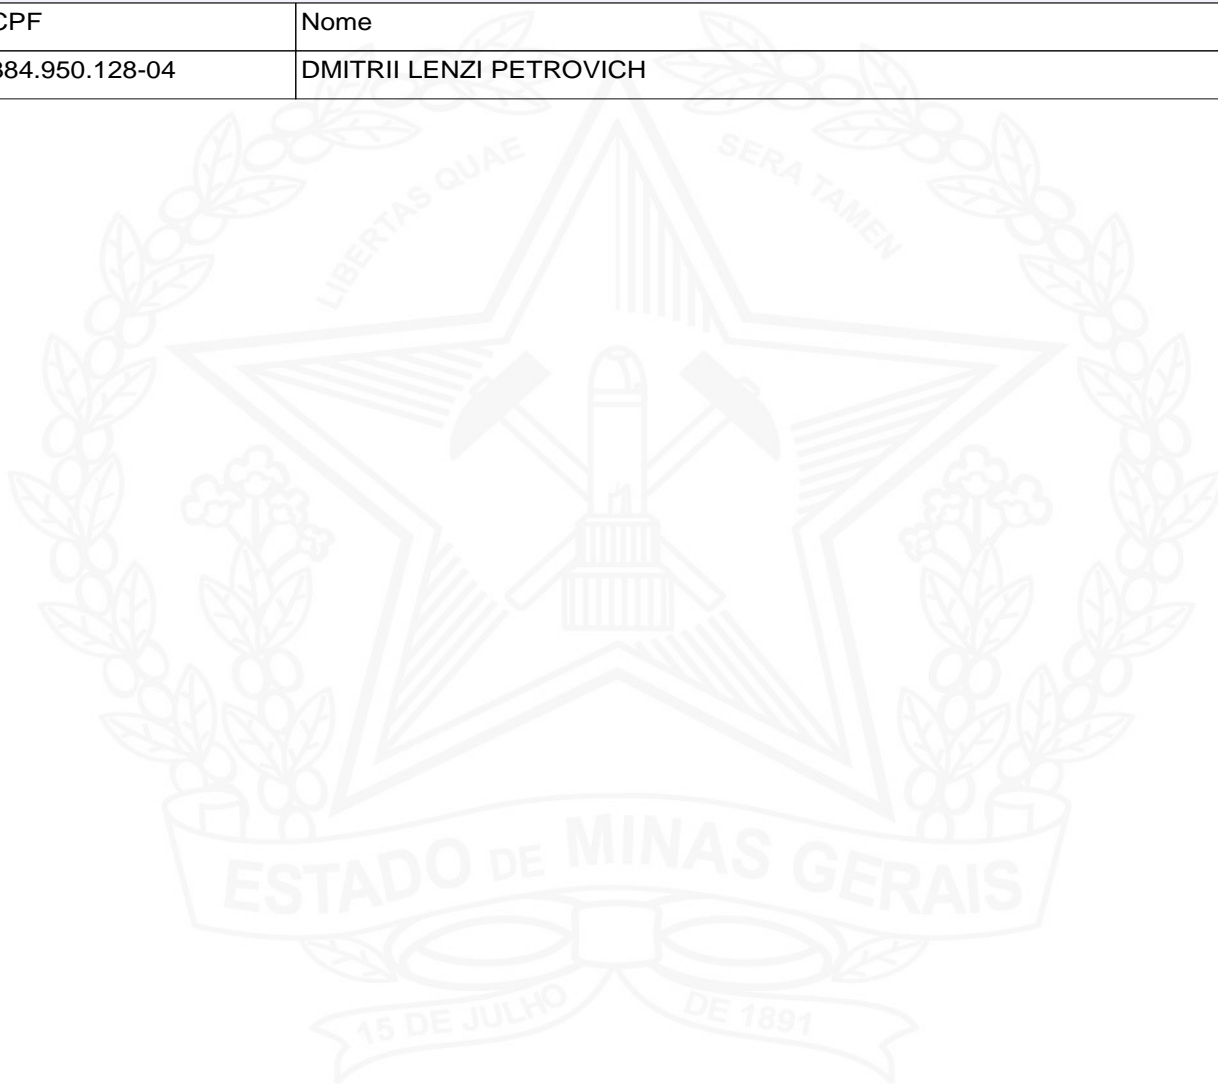 CPF Nome
384.950.128-04 DMITRII LENZI PETROVICH
LIBERTAS QUAE SERA TAMEN
ESTADO DE MINAS GERAIS
15 DE JULHO DE 1891